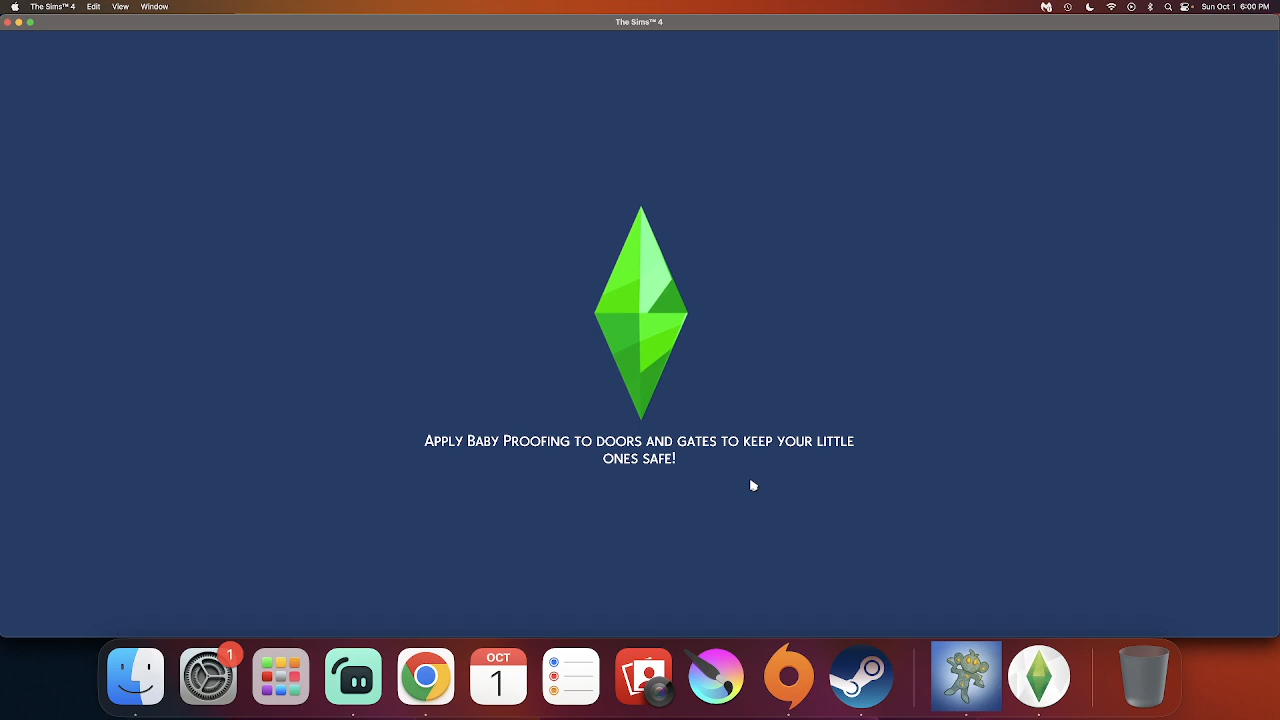 The Sims™ 4 Edit View Window Sun Oct 1 6:00 PM
The Sims™ 4
Apply Baby Proofing to doors and gates to keep your little
ones safe!
1
OCT
1